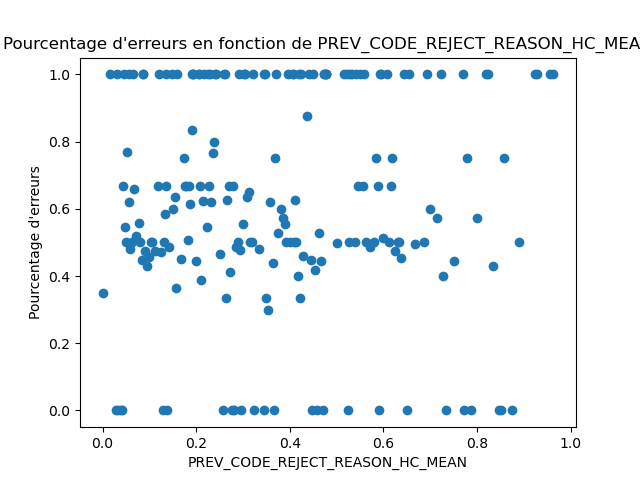 Pourcentage d'erreurs en fonction de PREV_CODE_REJECT_REASON_HC_MEA
1.0
0.8
0.6
0.4
0.2
0.0
Pourcentage d'erreurs
0.0 0.2 0.4 0.6 0.8 1.0
PREV_CODE_REJECT_REASON_HC_MEAN